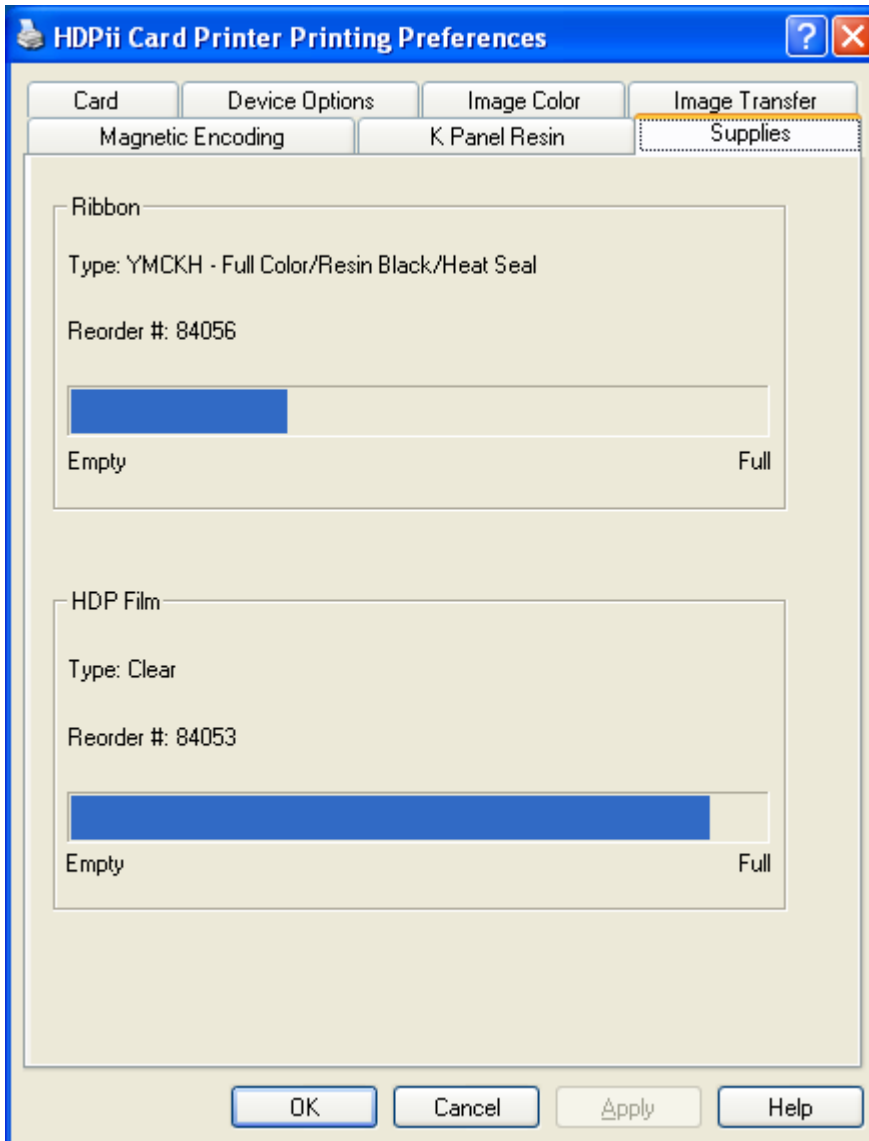 HDPii Card Printer Printing Preferences
Card Device Options Image Color Image Transfer
Magnetic Encoding K Panel Resin Supplies
Ribbon
Type: YMCKH - Full Color/Resin Black/Heat Seal
Reorder #: 84056
Empty Full
HDP Film
Type: Clear
Reorder #: 84053
Empty Full
OK Cancel Apply Help